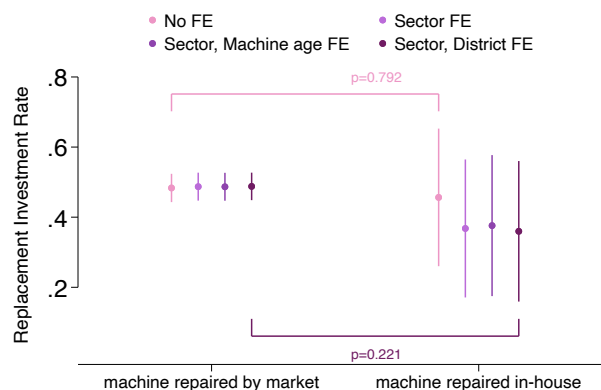 No FE
Sector FE
Sector, Machine age FE
Sector, District FE
Replacement Investment Rate
.8
.6
.4
.2
p=0.792
p=0.221
machine repaired by market
machine repaired in-house